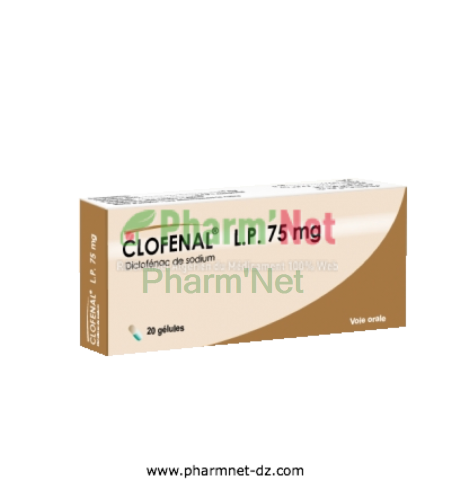 Pharm'Net
CLOFENAL® L.P. 75 mg
Diclofénac de sodium
Pharm'Net
20 gélules
Voie orale
CLOFENAL® L.P. 75 mg
www.pharmnet-dz.com